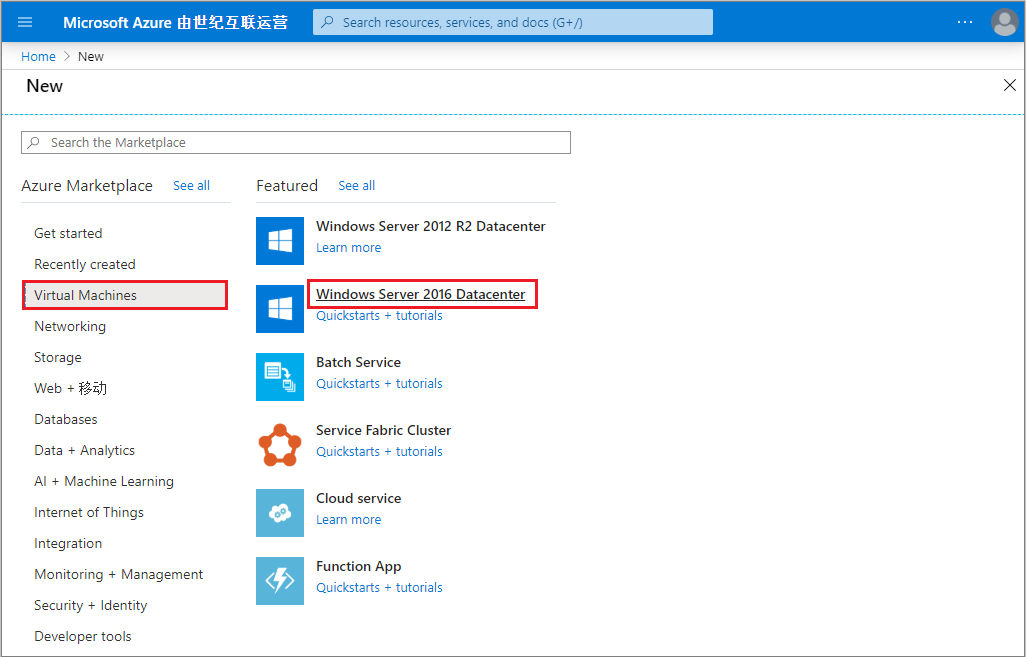 Microsoft Azure 由世纪互联运营
Search resources, services, and docs (G+/)
Home > New
New
Search the Marketplace
Azure Marketplace See all
Get started
Recently created
Virtual Machines
Networking
Storage
Web + 移动
Databases
Data + Analytics
AI + Machine Learning
Internet of Things
Integration
Monitoring + Management
Security + Identity
Developer tools
Featured See all
Windows Server 2012 R2 Datacenter
Learn more
Windows Server 2016 Datacenter
Quickstarts + tutorials
Batch Service
Quickstarts + tutorials
Service Fabric Cluster
Quickstarts + tutorials
Cloud service
Learn more
Function App
Quickstarts + tutorials